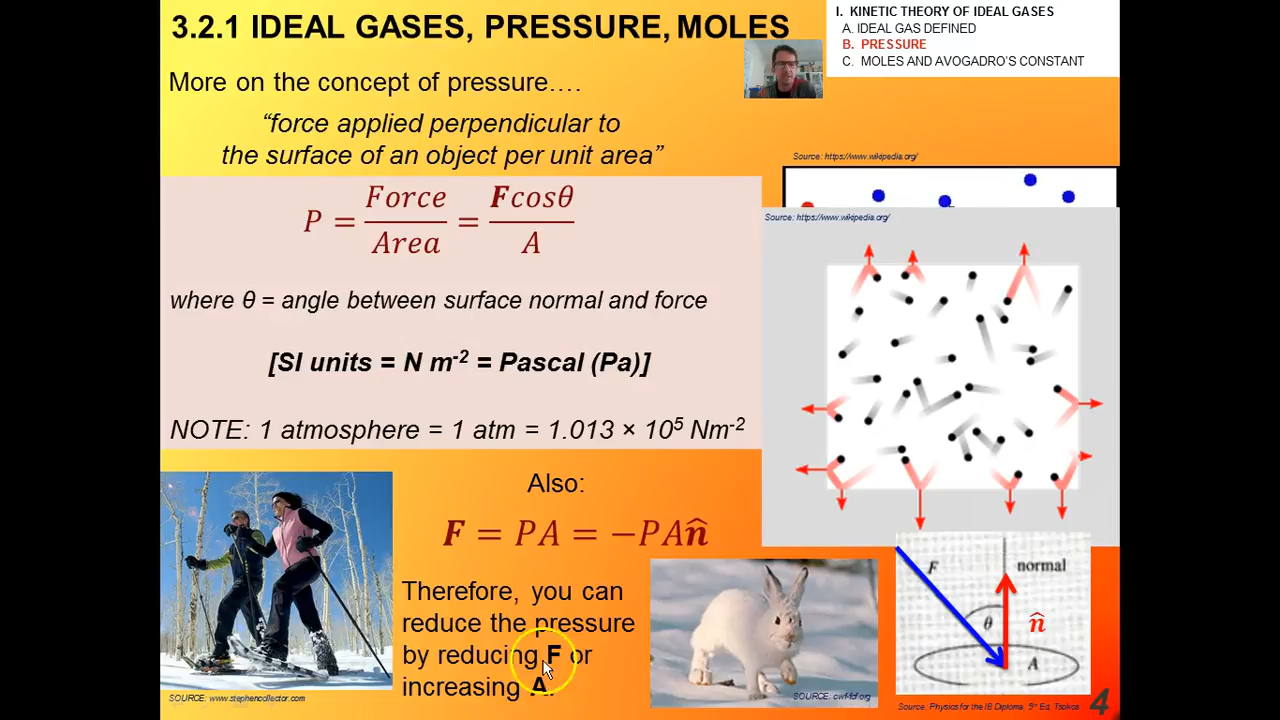 3.2.1 IDEAL GASES, PRESSURE, MOLES
I. KINETIC THEORY OF IDEAL GASES
A. IDEAL GAS DEFINED
B. PRESSURE
C. MOLES AND AVOGADRO'S CONSTANT
More on the concept of pressure….
“force applied perpendicular to
the surface of an object per unit area”
P = Force/Area = Fcosθ/A
where θ = angle between surface normal and force
[SI units = N m⁻² = Pascal (Pa)]
NOTE: 1 atmosphere = 1 atm = 1.013 × 10⁵ Nm⁻²
Source: https://www.wikipedia.org/
Source: https://www.wikipedia.org/
Also:
F = PA = −PAn̂
Therefore, you can
reduce the pressure
by reducing F or
increasing A.
SOURCE: www.stephencollector.com
SOURCE: cwf-fcf.org
F
normal
θ
n̂
A
Source: Physics for the IB Diploma, 5th Ed, Tsokos
4